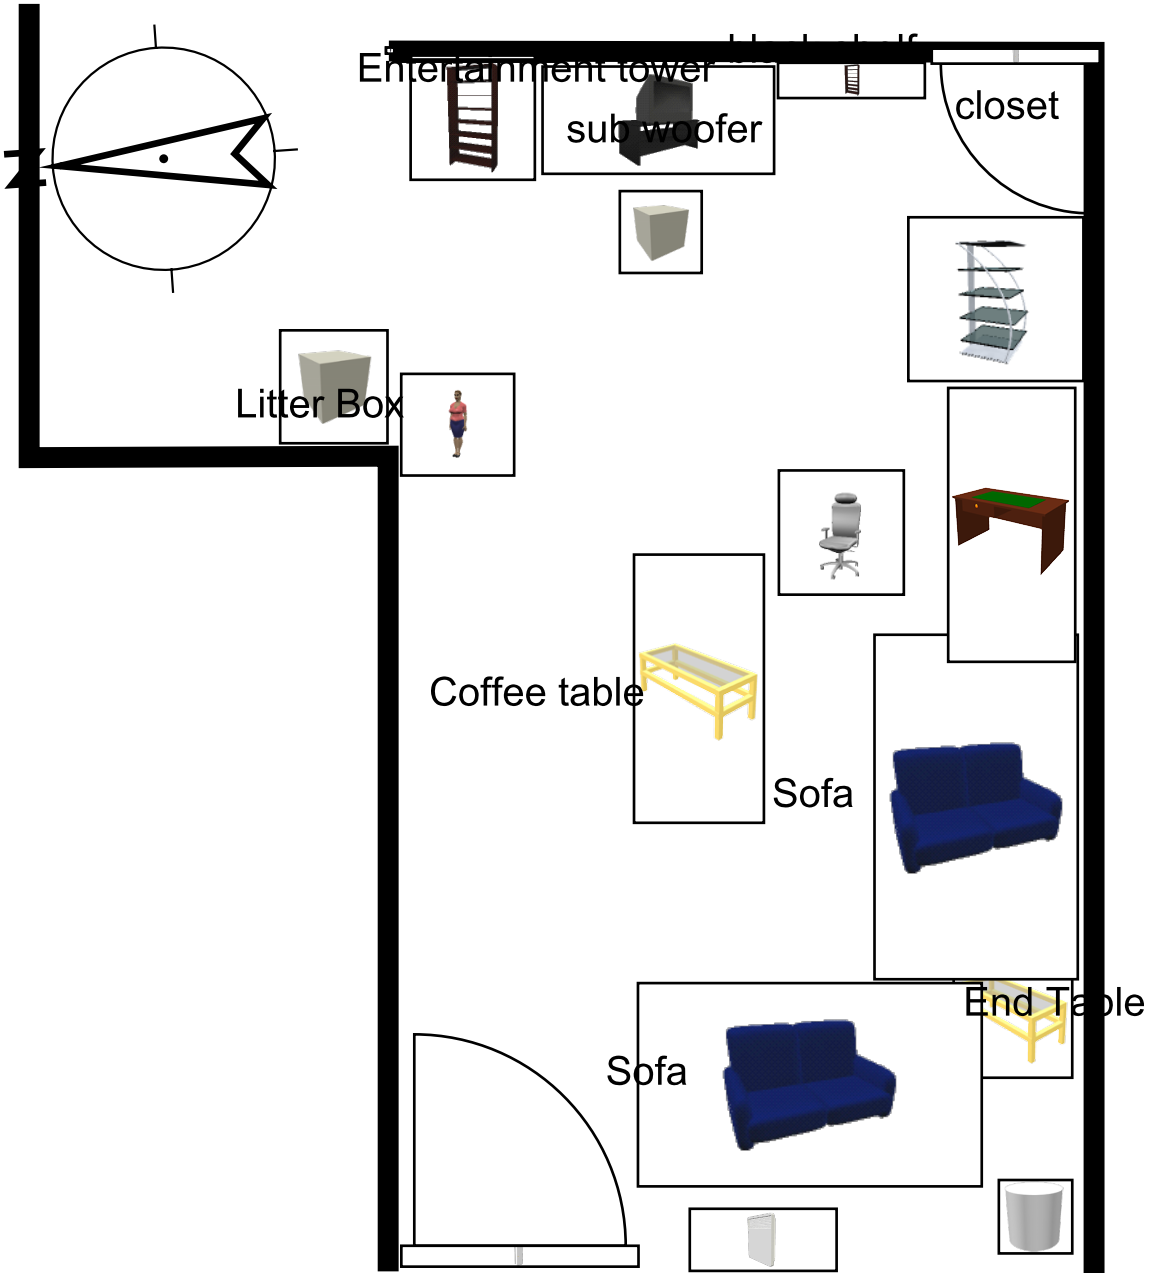 Entertainment tower
sub woofer
closet
Litter Box
Coffee table
Sofa
End Table
Sofa